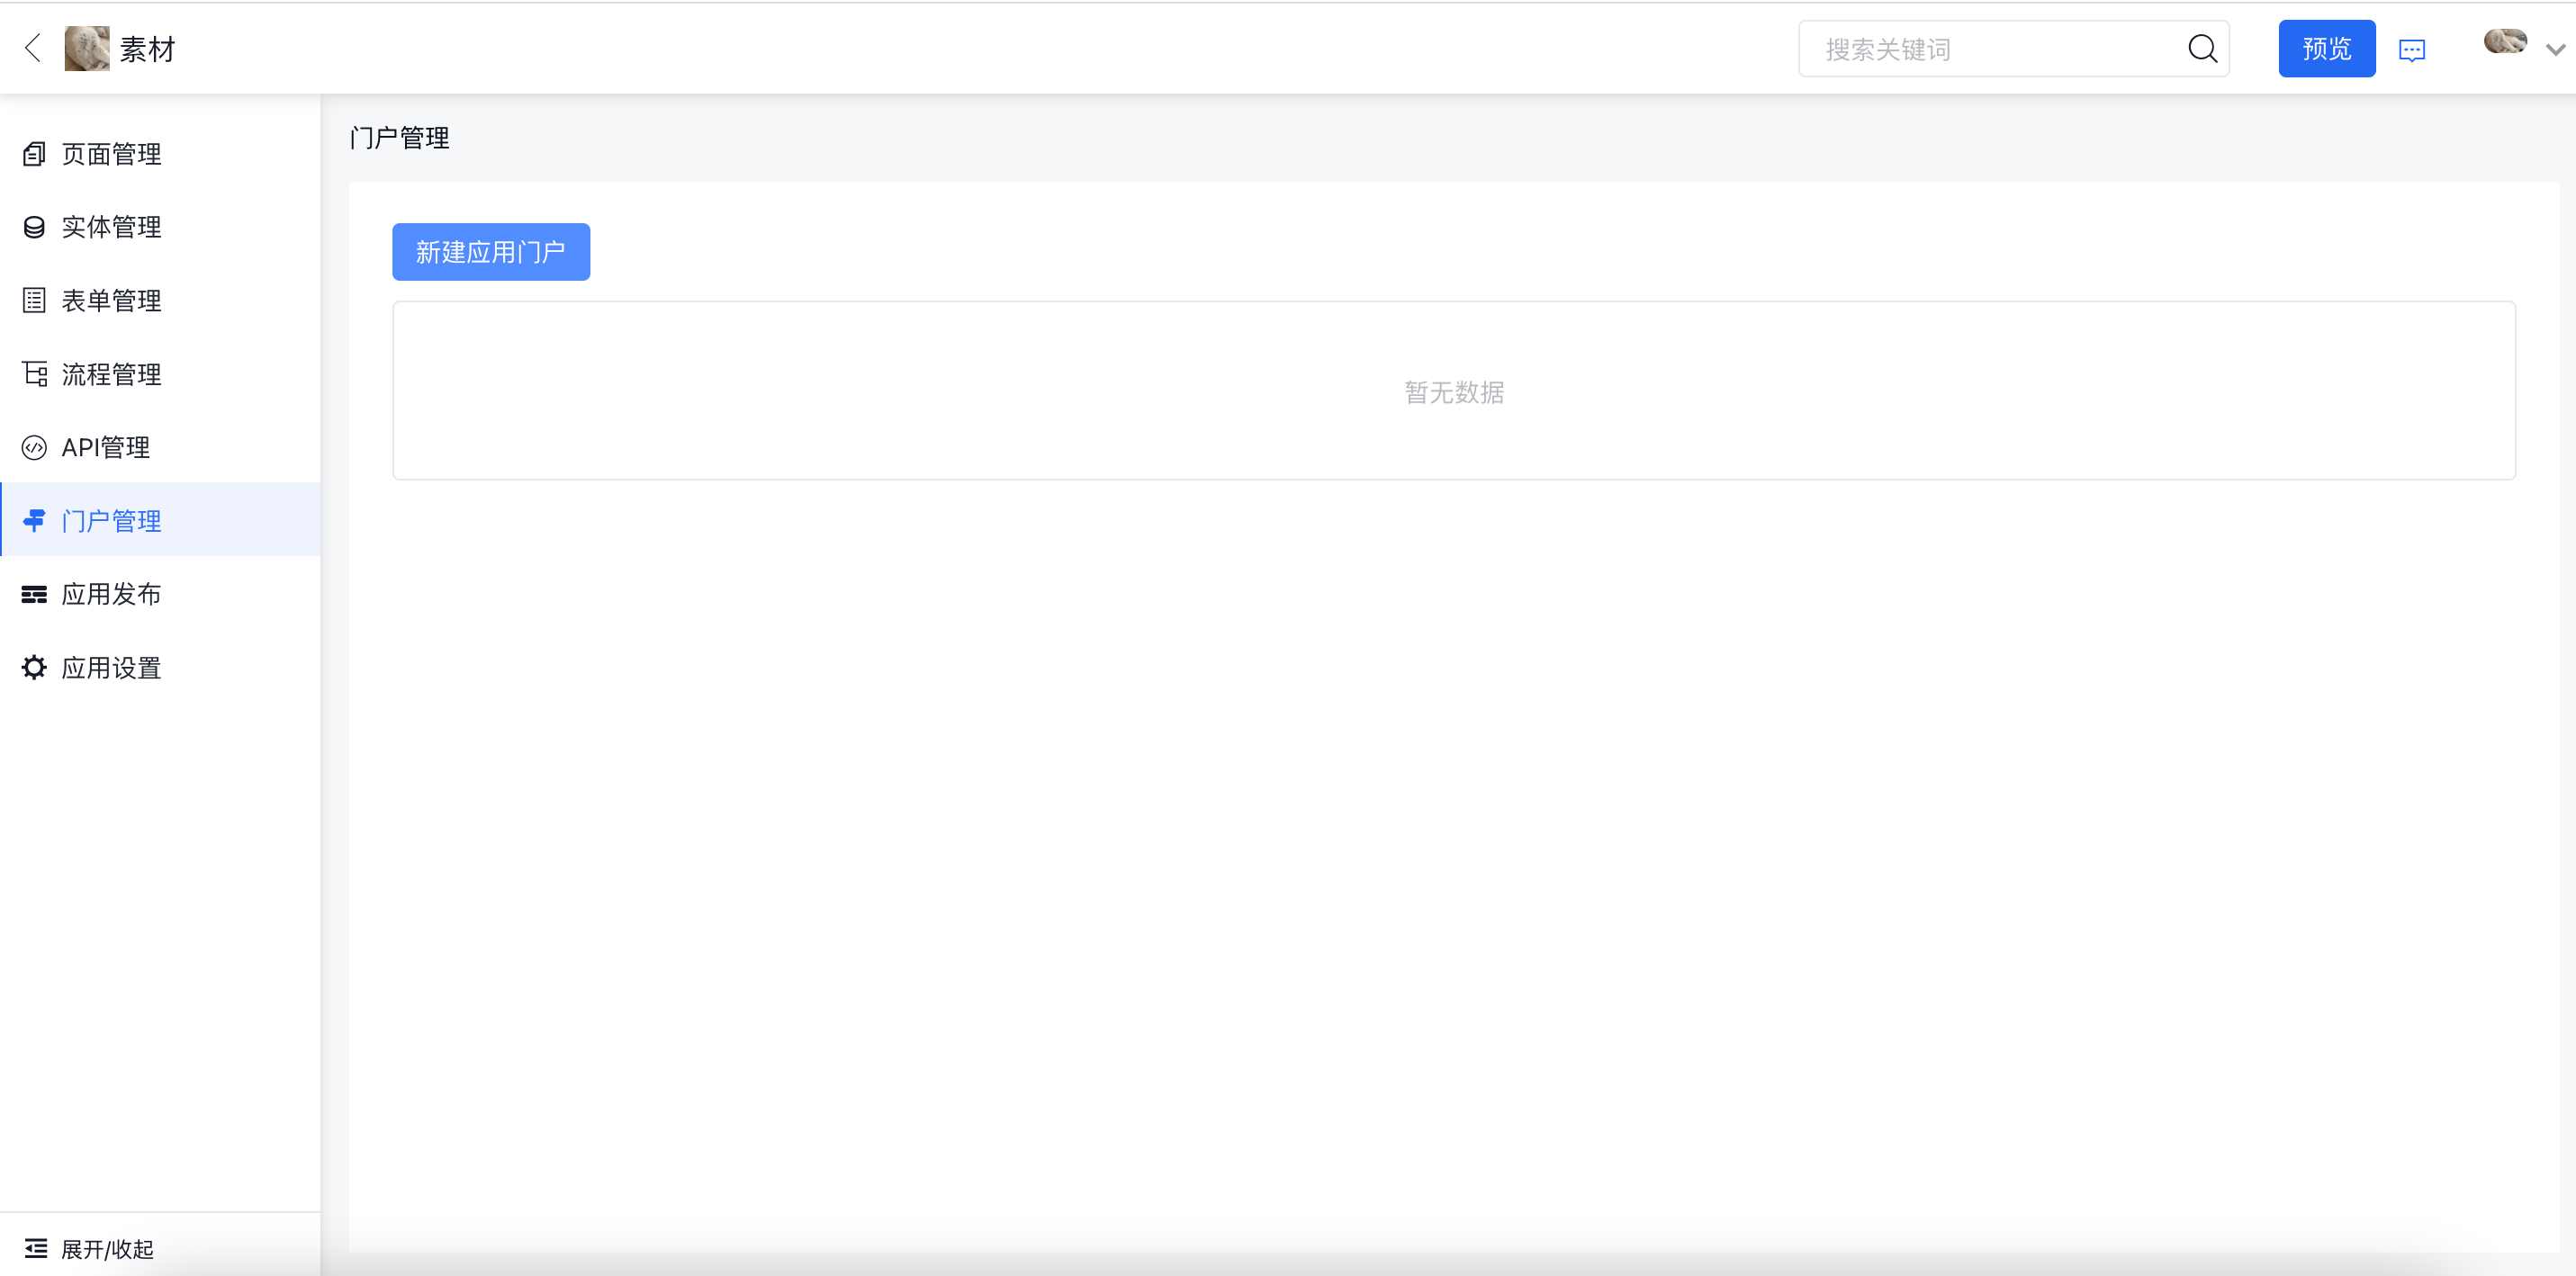 素材
搜索关键词
预览
页面管理
实体管理
表单管理
流程管理
API管理
门户管理
应用发布
应用设置
展开/收起
门户管理
新建应用门户
暂无数据